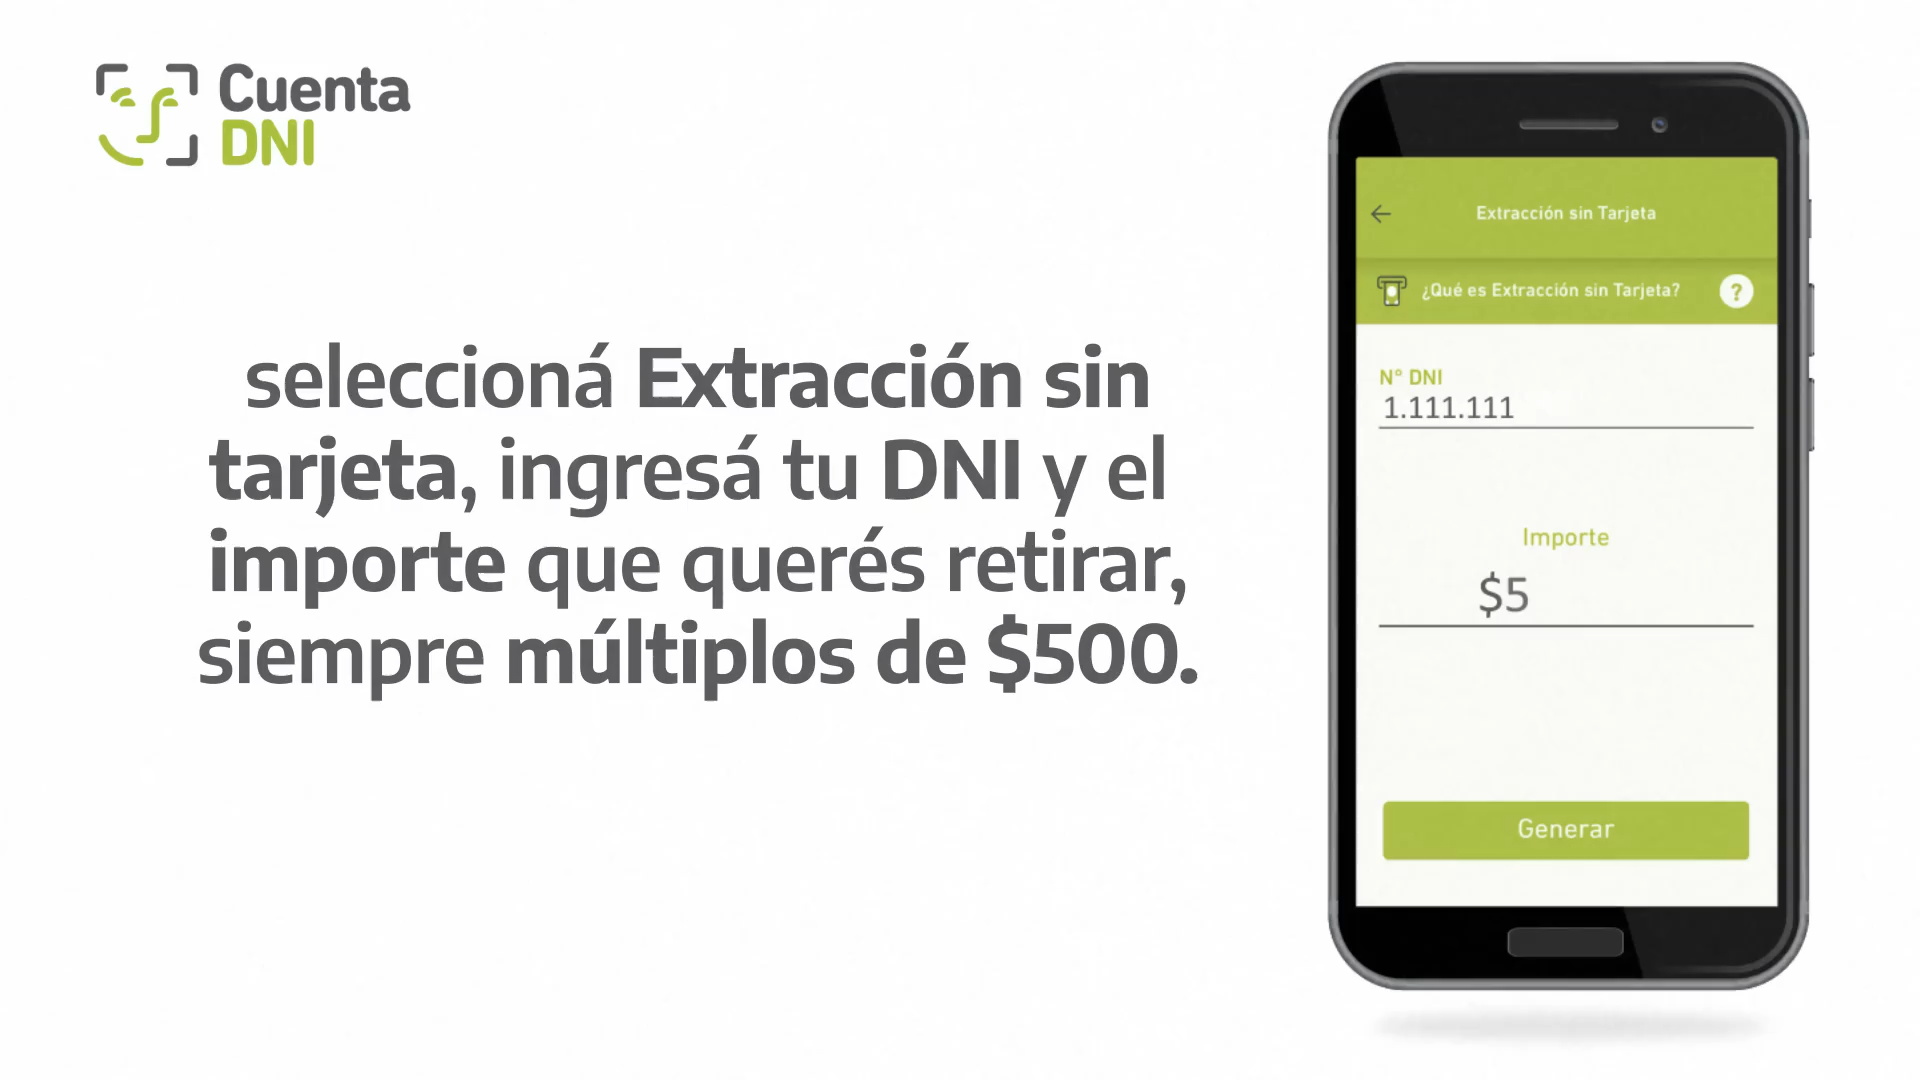 Cuenta
DNI
seleccioná Extracción sin
tarjeta, ingresá tu DNI y el
importe que querés retirar,
siempre múltiplos de $500.
Extracción sin Tarjeta
¿Qué es Extracción sin Tarjeta? ?
N° DNI
1.111.111
Importe
$5
Generar